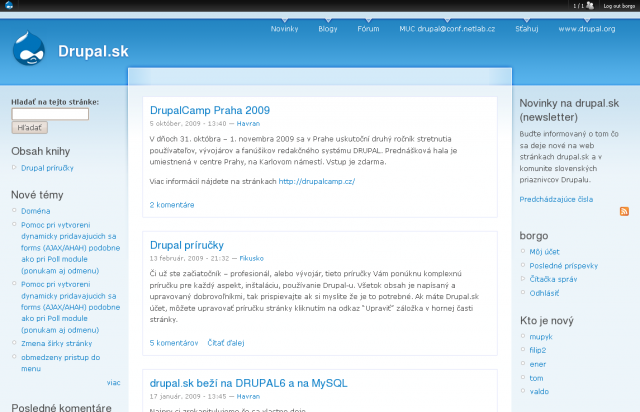 1 / 1
Log out borgo
Novinky
Blogy
Fórum
MUC drupal@conf.netlab.cz
Sťahuj
www.drupal.org
Drupal.sk
Hľadať na tejto stránke:
Hľadať
Obsah knihy
Drupal príručky
Nové témy
Doména
Pomoc pri vytvoreni
dynamicky pridavajucich sa
forms (AJAX/AHAH) podobne
ako pri Poll module
(ponukam aj odmenu)
Pomoc pri vytvoreni
dynamicky pridavajucich sa
forms (AJAX/AHAH) podobne
ako pri Poll module
(ponukam aj odmenu)
Zmena šírky stránky
obmedzeny pristup do
menu
viac
Posledné komentáre
DrupalCamp Praha 2009
5 október, 2009 - 13:40 — Havran
V dňoch 31. októbra – 1. novembra 2009 sa v Prahe uskutoční druhý ročník stretnutia
používateľov, vývojárov a fanúšikov redakčného systému DRUPAL. Prednášková hala je
umiestnená v centre Prahy, na Karlovom námestí. Vstup je zdarma.
Viac informácií nájdete na stránkach http://drupalcamp.cz/
2 komentáre
Drupal príručky
13 február, 2009 - 21:32 — Fikusko
Či už ste začiatočník – profesionál, alebo vývojár, tieto príručky Vám ponúknu komplexnú
príručku pre každý aspekt, inštaláciu, používanie Drupal-u. Všetok obsah je napísaný a
upravovaný dobrovoľníkmi, tak prispievajte ak si myslíte že je to potrebné. Ak máte Drupal.sk
účet, môžete upravovať príručku stránky kliknutím na odkaz "Upraviť" záložka v hornej časti
stránky.
5 komentárov
Čítať ďalej
drupal.sk beží na DRUPAL6 a na MySQL
17 január, 2009 - 13:45 — Havran
Najprv si zrekapitulujeme čo sa vlastne deje.
Novinky na drupal.sk
(newsletter)
Buďte informovaný o tom čo
sa deje nové na web
stránkach drupal.sk a v
komunite slovenských
priaznivcov Drupalu.
Predchádzajúce čísla
borgo
Môj účet
Posledné príspevky
Čítačka správ
Odhlásiť
Kto je nový
mupyk
filip2
ener
tom
valdo